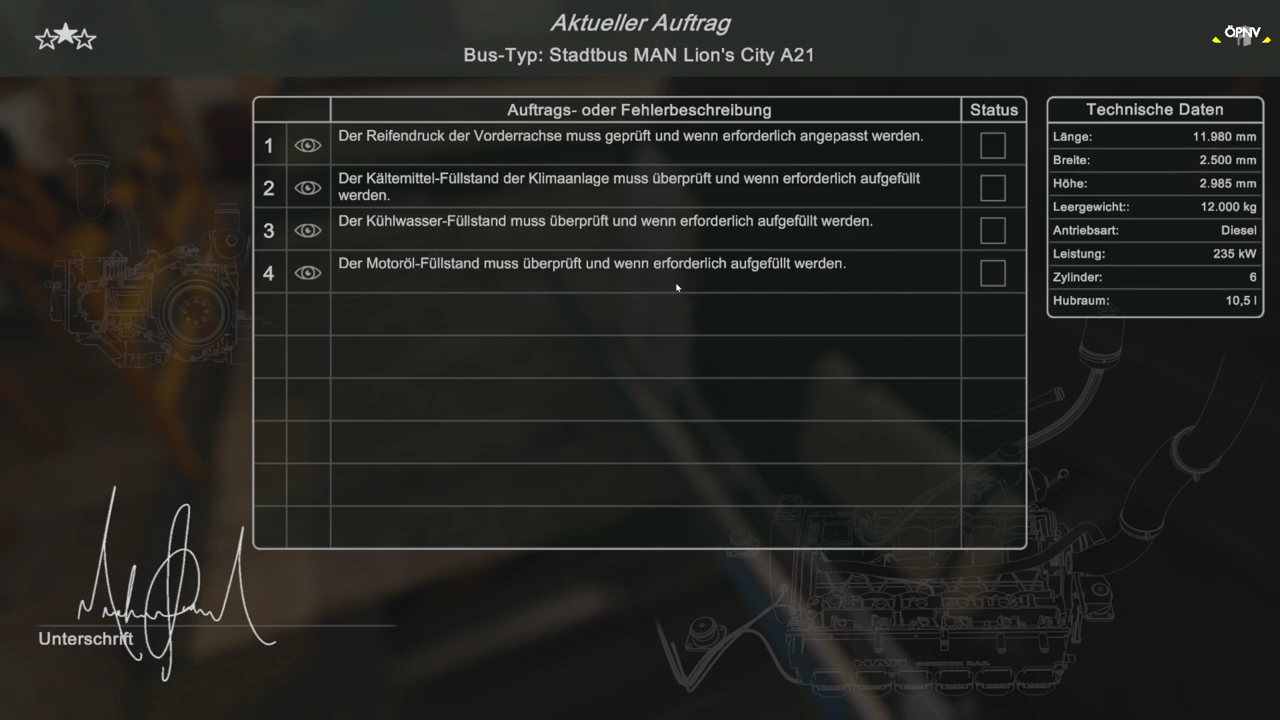 Aktueller Auftrag
Bus-Typ: Stadtbus MAN Lion's City A21
ÖPNV
Auftrags- oder Fehlerbeschreibung
Status
1
Der Reifendruck der Vorderrachse muss geprüft und wenn erforderlich angepasst werden.
2
Der Kältemittel-Füllstand der Klimaanlage muss überprüft und wenn erforderlich aufgefüllt
werden.
3
Der Kühlwasser-Füllstand muss überprüft und wenn erforderlich aufgefüllt werden.
4
Der Motoröl-Füllstand muss überprüft und wenn erforderlich aufgefüllt werden.
Technische Daten
Länge: 11.980 mm
Breite: 2.500 mm
Höhe: 2.985 mm
Leergewicht:: 12.000 kg
Antriebsart: Diesel
Leistung: 235 kW
Zylinder: 6
Hubraum: 10,5 l
Unterschrift
MAN COMMON RAIL